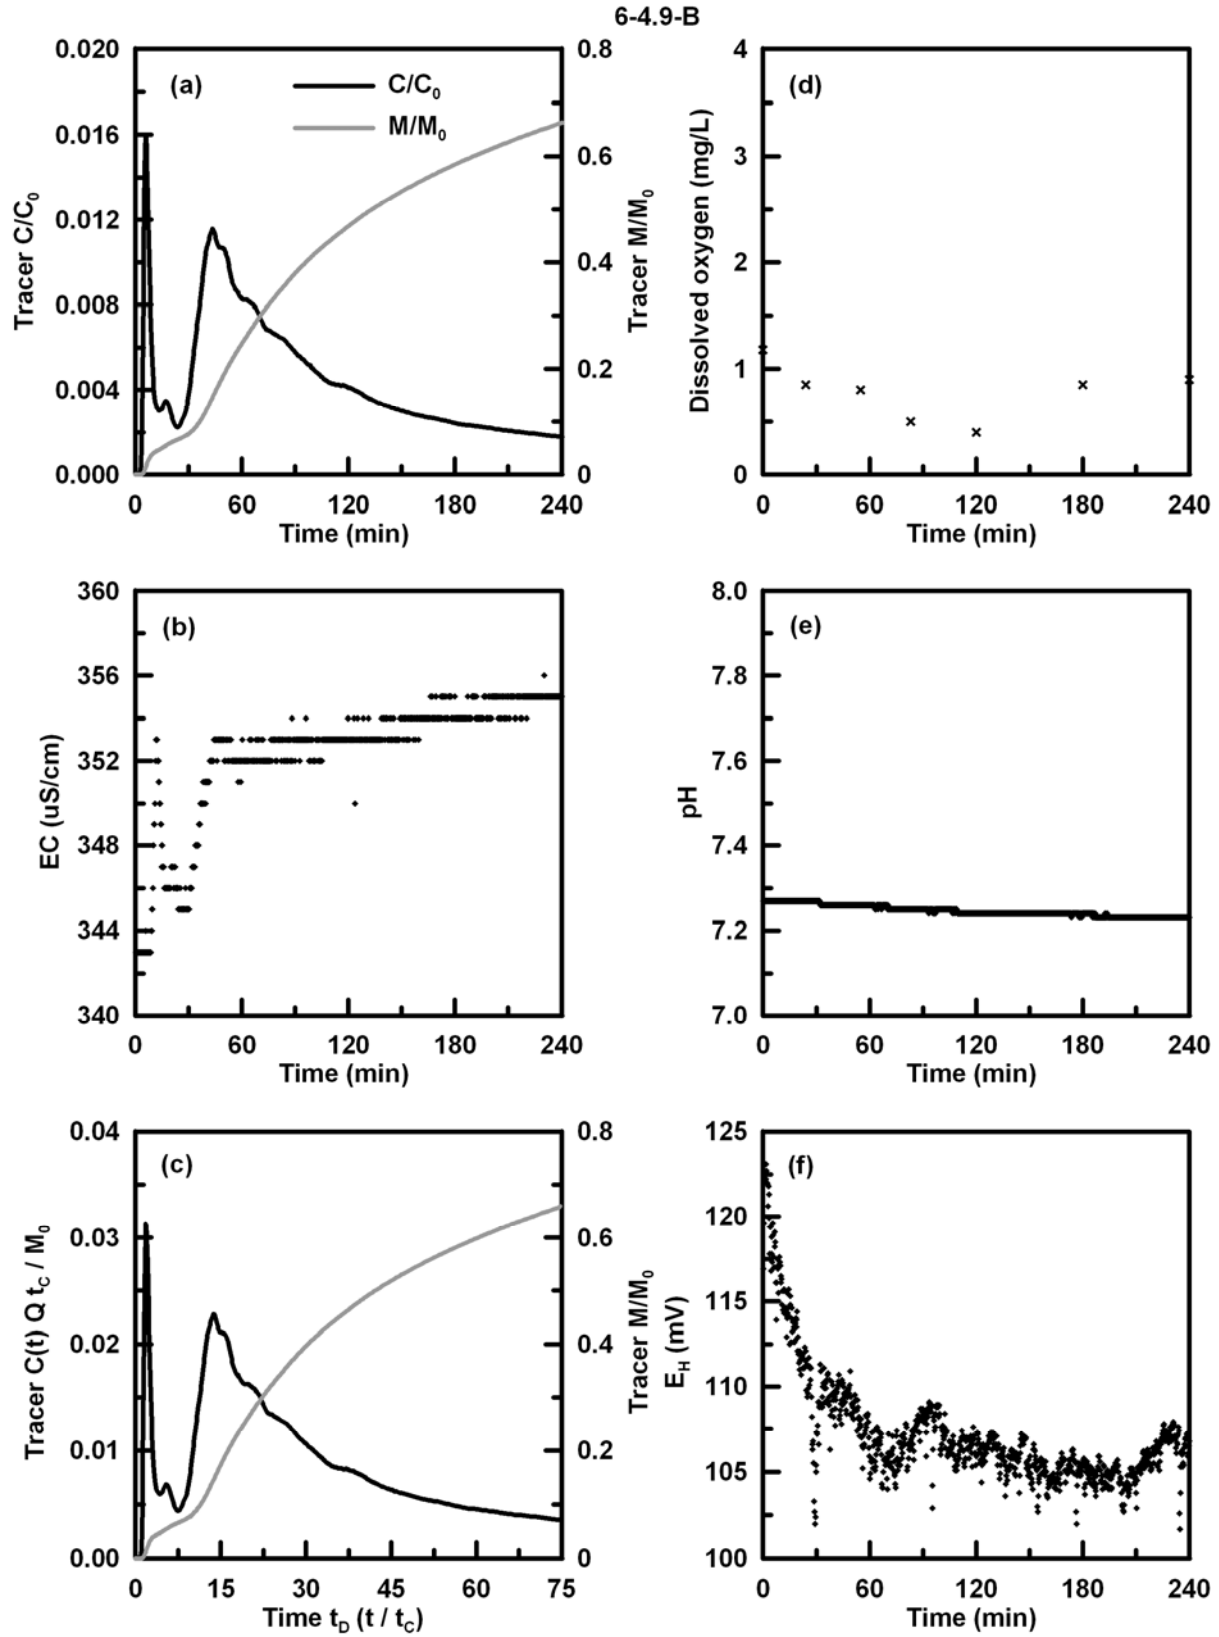 6-4.9-B
(a)
C/C0
M/M0
0.020
0.016
0.012
0.008
0.004
0.000
Tracer C/C0
0.8
0.6
0.4
0.2
0
Tracer M/M0
0 60 120 180 240
Time (min)
(d)
4
3
2
1
0
Dissolved oxygen (mg/L)
0 60 120 180 240
Time (min)
(b)
360
356
352
348
344
340
EC (uS/cm)
0 60 120 180 240
Time (min)
(e)
8.0
7.8
7.6
7.4
7.2
7.0
pH
0 60 120 180 240
Time (min)
(c)
0.04
0.03
0.02
0.01
0.00
Tracer C(t) Q tC / M0
0.8
0.6
0.4
0.2
0
Tracer M/M0
0 15 30 45 60 75
Time tD (t / tC)
(f)
125
120
115
110
105
100
EH (mV)
0 60 120 180 240
Time (min)